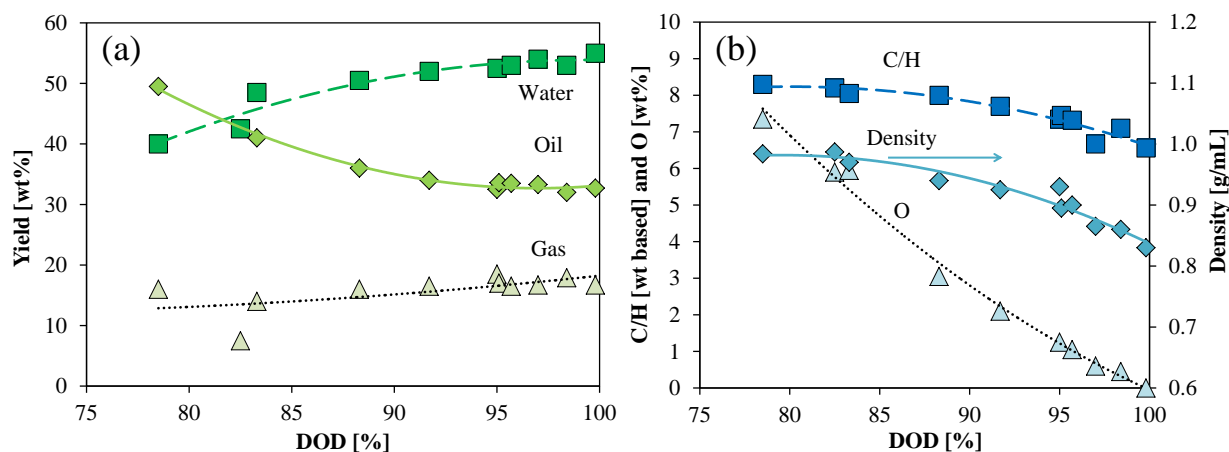 (a)
Yield [wt%]
60
50
40
30
20
10
0
Water
Oil
Gas
75
80
85
90
95
100
DOD [%]
(b)
C/H [wt based] and O [wt%]
10
9
8
7
6
5
4
3
2
1
0
C/H
Density
O
1.2
1.1
1.0
0.9
0.8
0.7
0.6
Density [g/mL]
75
80
85
90
95
100
DOD [%]